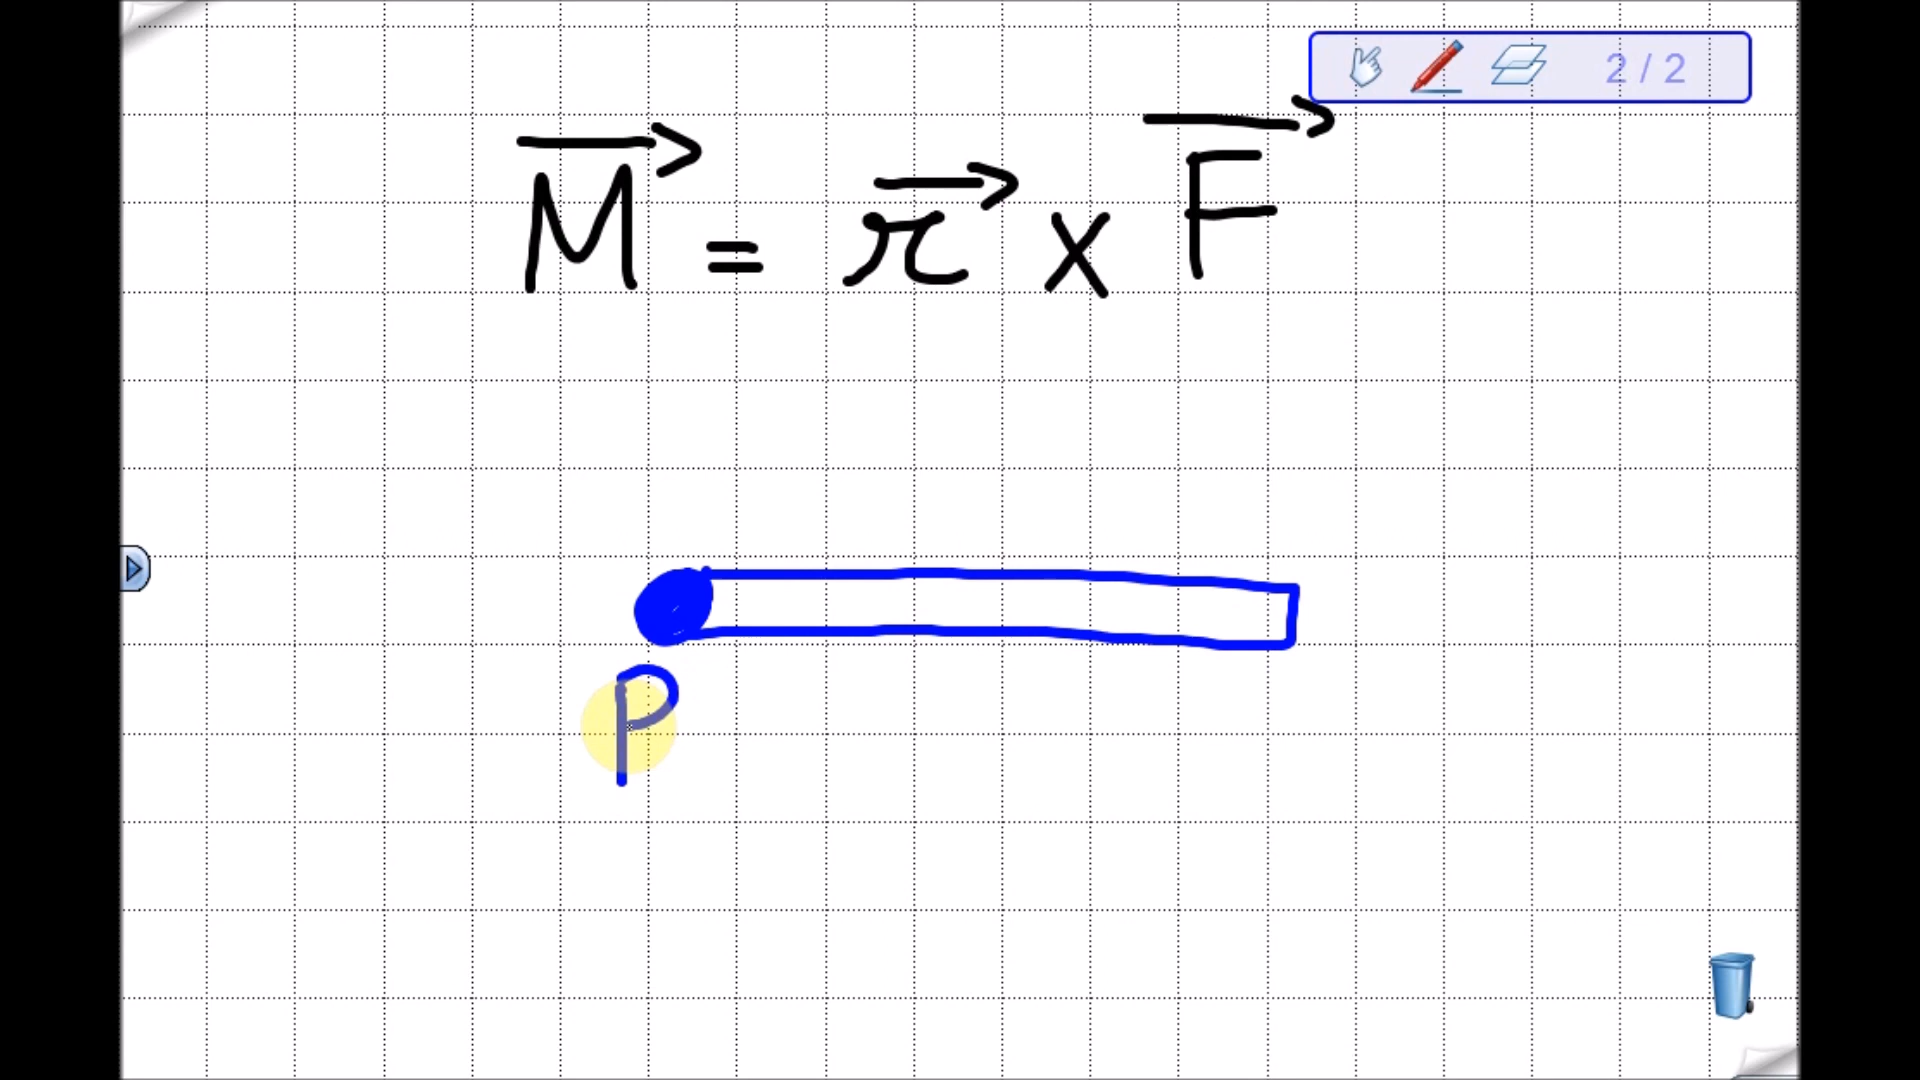 2 / 2
M⃗ = r⃗ × F⃗
P